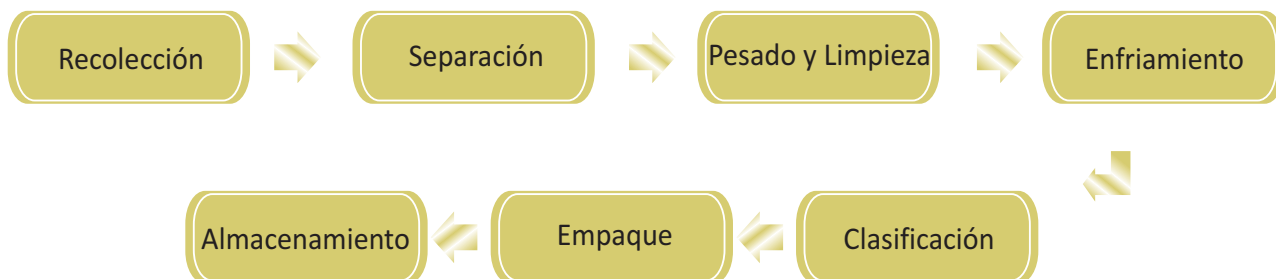 Recolección
Separación
Pesado y Limpieza
Enfriamiento
Clasificación
Empaque
Almacenamiento